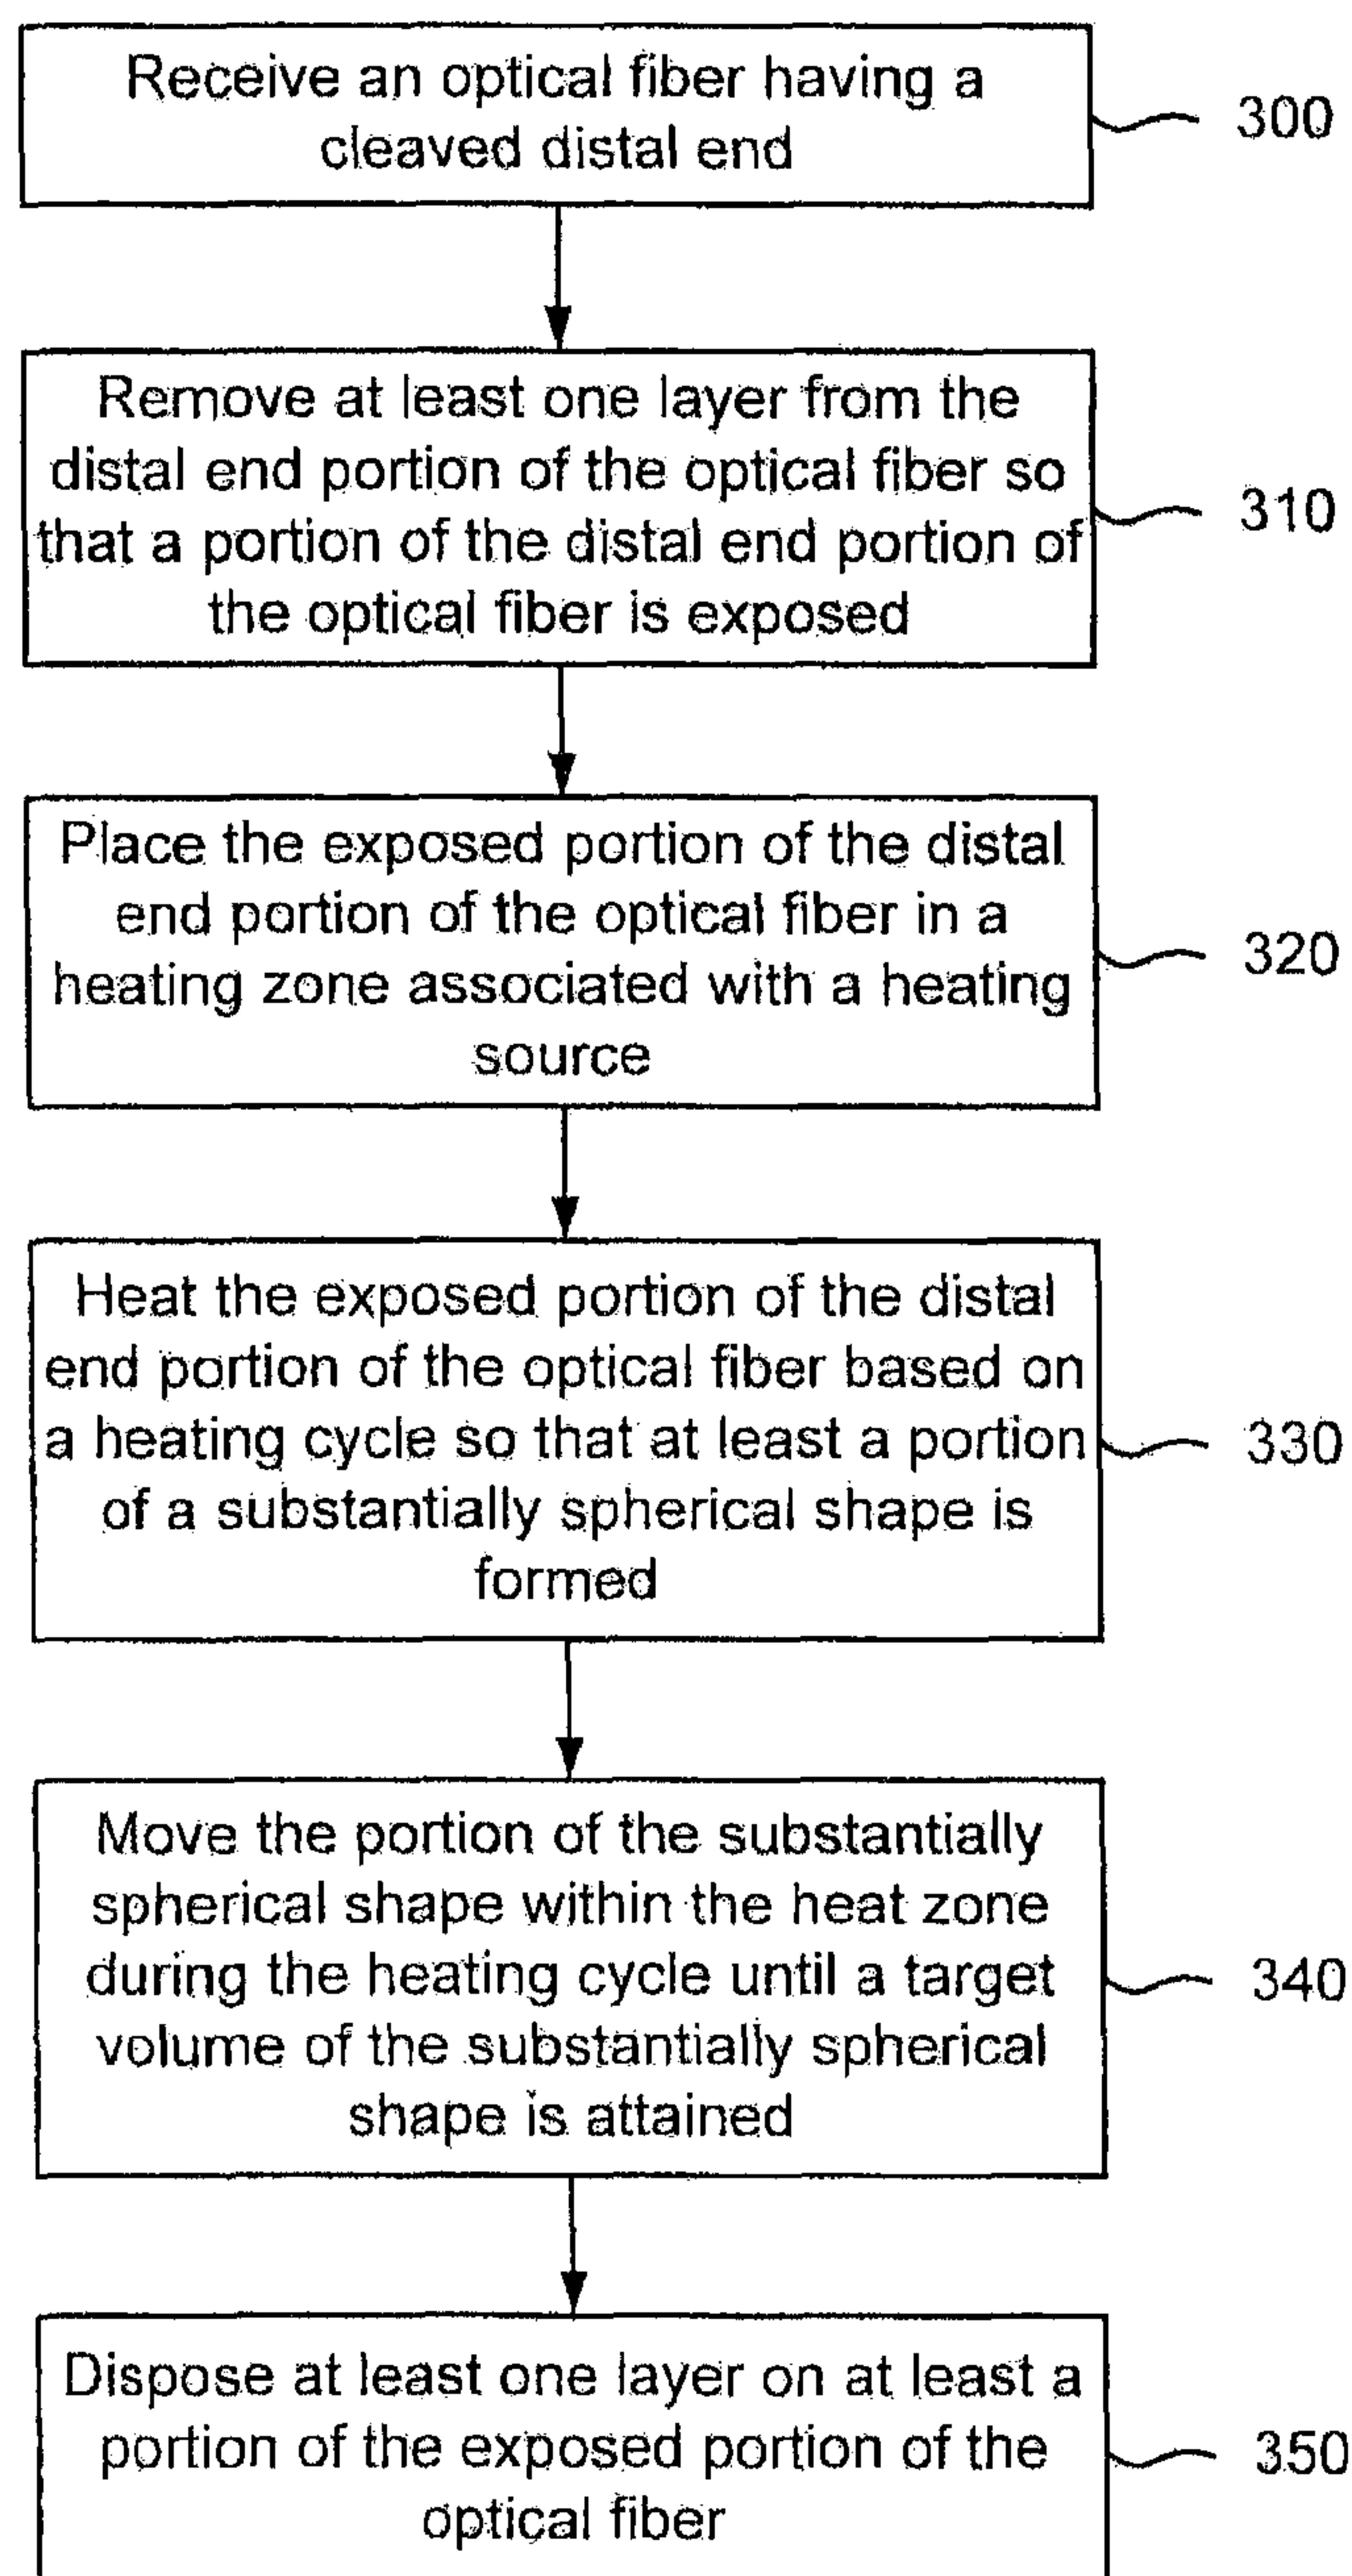 Receive an optical fiber having a
cleaved distal end
300
Remove at least one layer from the
distal end portion of the optical fiber so
that a portion of the distal end portion of
the optical fiber is exposed
310
Place the exposed portion of the distal
end portion of the optical fiber in a
heating zone associated with a heating
source
320
Heat the exposed portion of the distal
end portion of the optical fiber based on
a heating cycle so that at least a portion
of a substantially spherical shape is
formed
330
Move the portion of the substantially
spherical shape within the heat zone
during the heating cycle until a target
volume of the substantially spherical
shape is attained
340
Dispose at least one layer on at least a
portion of the exposed portion of the
optical fiber
350